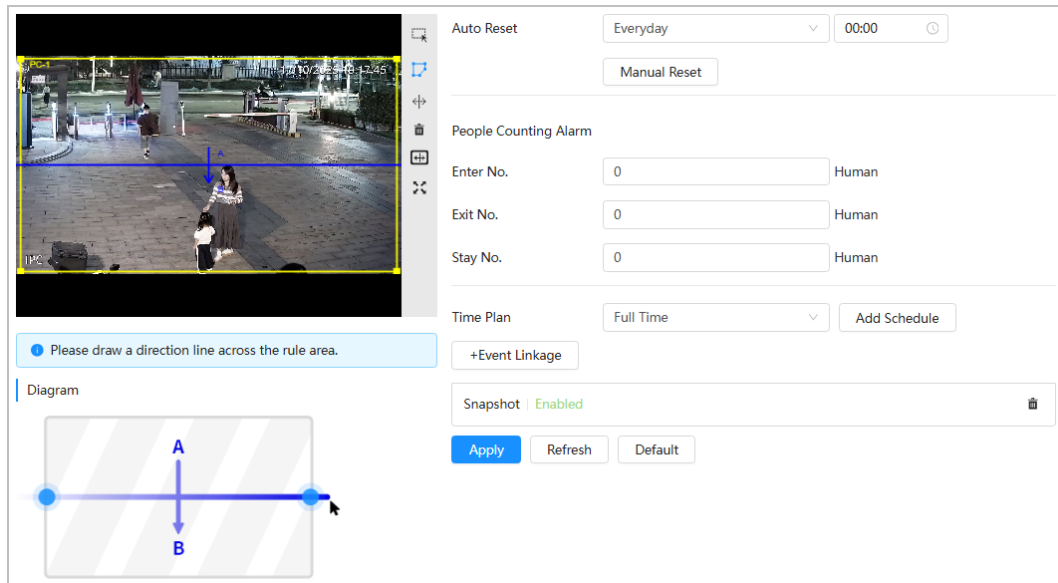 PC-1
A
IPC
Please draw a direction line across the rule area.
Diagram
A
B
Auto Reset
Everyday
00:00
Manual Reset
People Counting Alarm
Enter No.
0
Human
Exit No.
0
Human
Stay No.
0
Human
Time Plan
Full Time
Add Schedule
+Event Linkage
Snapshot
Enabled
Apply
Refresh
Default